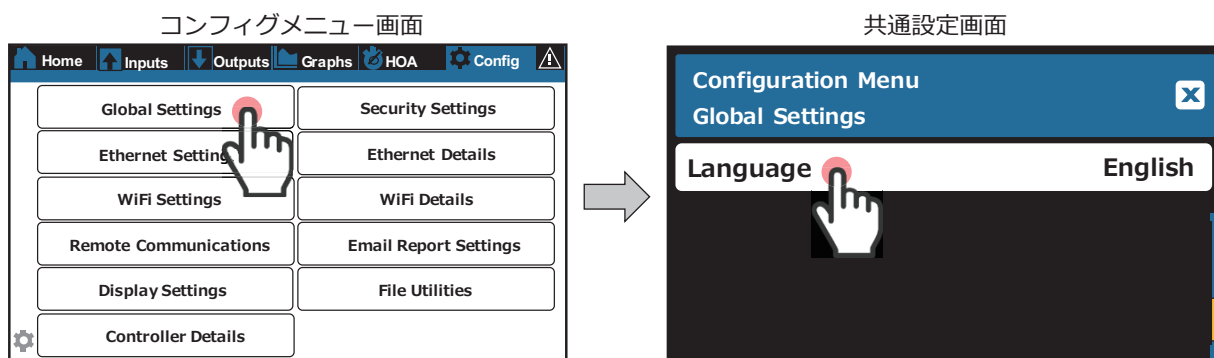 コンフィグメニュー画面
Home Inputs Outputs Graphs HOA Config
Global Settings Security Settings
Ethernet Setting Ethernet Details
WiFi Settings WiFi Details
Remote Communications Email Report Settings
Display Settings File Utilities
Controller Details
共通設定画面
Configuration Menu
Global Settings
Language English